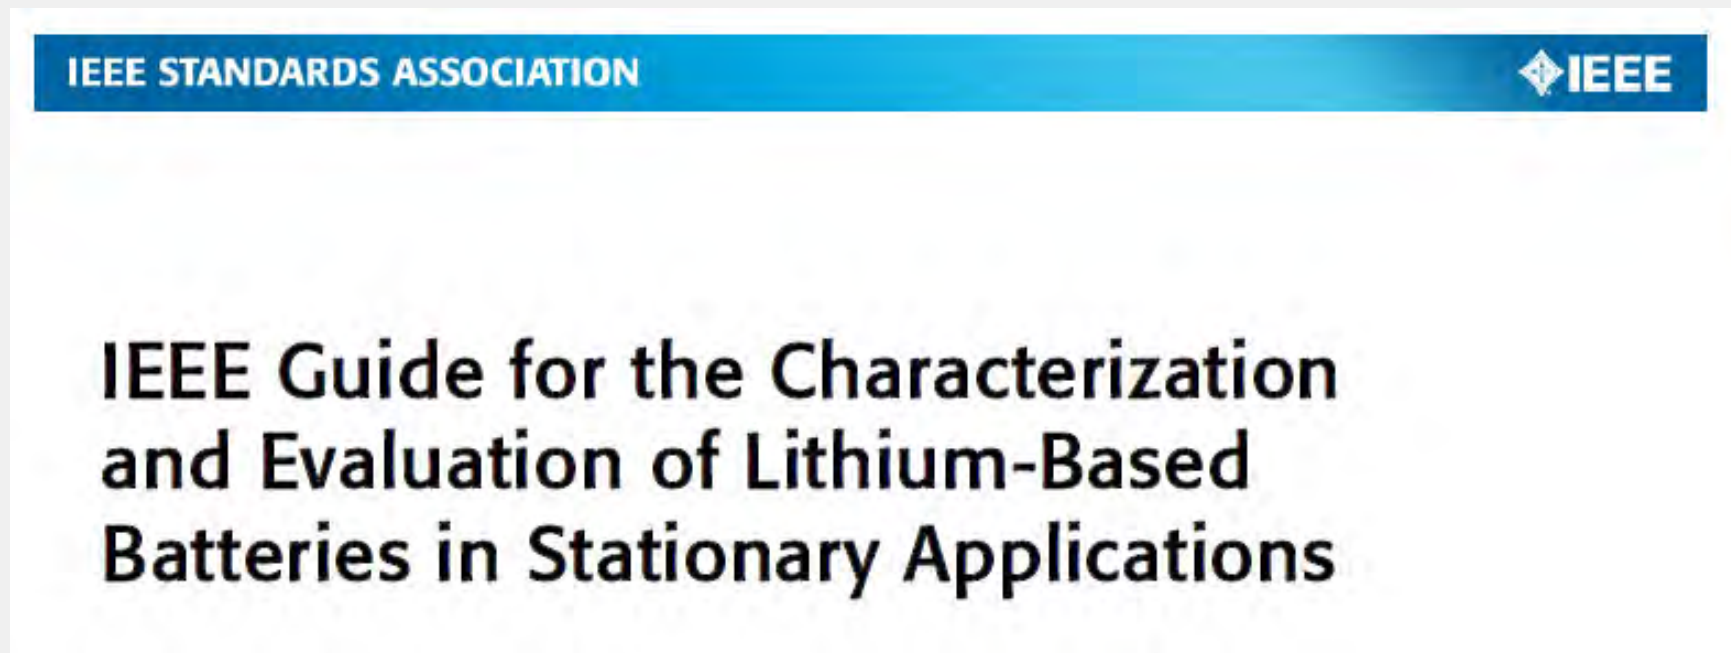 IEEE STANDARDS ASSOCIATION
IEEE
IEEE Guide for the Characterization
and Evaluation of Lithium-Based
Batteries in Stationary Applications